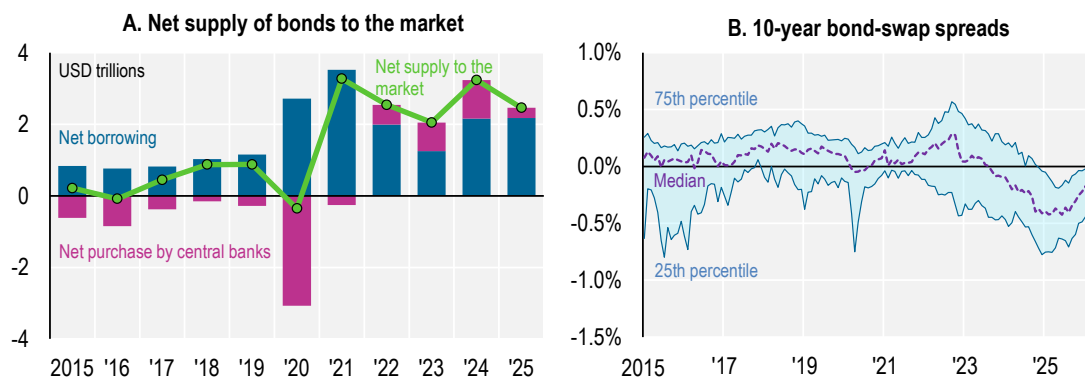 A. Net supply of bonds to the market
4
2
0
-2
-4
USD trillions
Net supply to the
market
Net borrowing
Net purchase by central banks
2015 '16 '17 '18 '19 '20 '21 '22 '23 '24 '25
B. 10-year bond-swap spreads
1.0%
0.5%
0.0%
-0.5%
-1.0%
-1.5%
75th percentile
Median
25th percentile
2015 '17 '19 '21 '23 '25